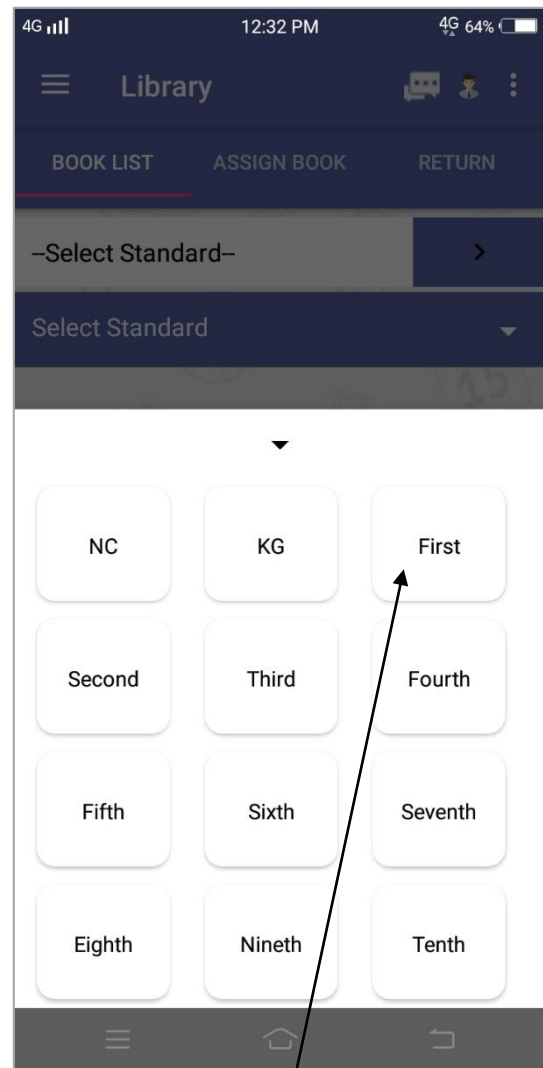 4G 12:32 PM 4G 64%
Library
BOOK LIST ASSIGN BOOK RETURN
--Select Standard--
Select Standard
15
NC KG First
Second Third Fourth
Fifth Sixth Seventh
Eighth Nineth Tenth